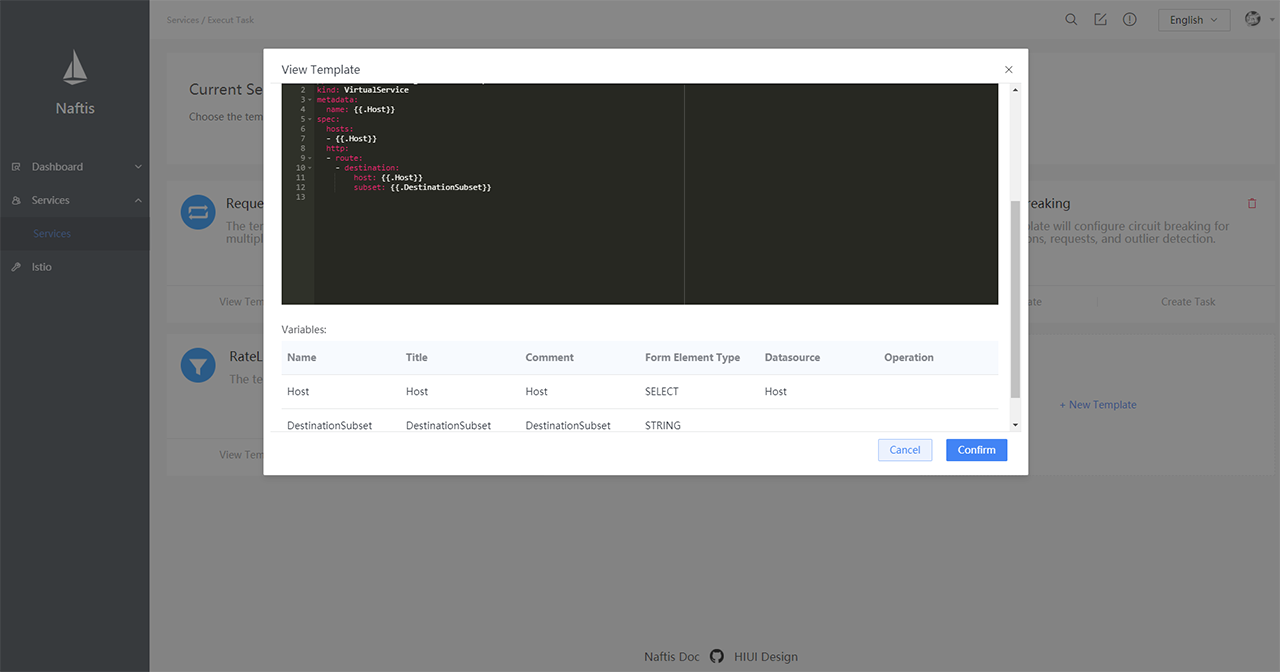 Services / Execut Task
English
Naftis
Dashboard
Services
Services
Istio
Current Se
Choose the tem
Reque
The te
multipl
View Tem
RateL
The te
View Tem
reaking
late will configure circuit breaking for
ons, requests, and outlier detection.
ate
Create Task
+ New Template
View Template
2 kind: VirtualService
3 metadata:
4 name: {{.Host}}
5 spec:
6 hosts:
7 - {{.Host}}
8 http:
9 - route:
10 - destination:
11 host: {{.Host}}
12 subset: {{.DestinationSubset}}
13
Variables:
Name Title Comment Form Element Type Datasource Operation
Host Host Host SELECT Host
DestinationSubset DestinationSubset DestinationSubset STRING
Cancel Confirm
Naftis Doc HIUI Design